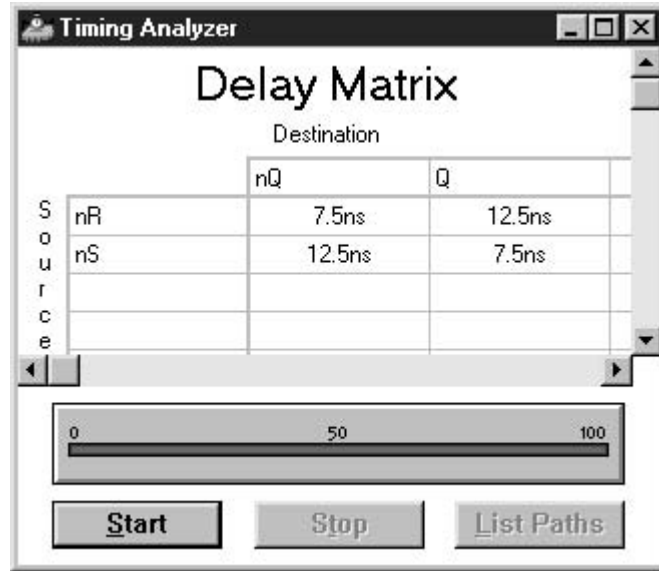 Timing Analyzer
Delay Matrix
Destination
nQ Q
Source
nR 7.5ns 12.5ns
nS 12.5ns 7.5ns
0 50 100
Start Stop List Paths